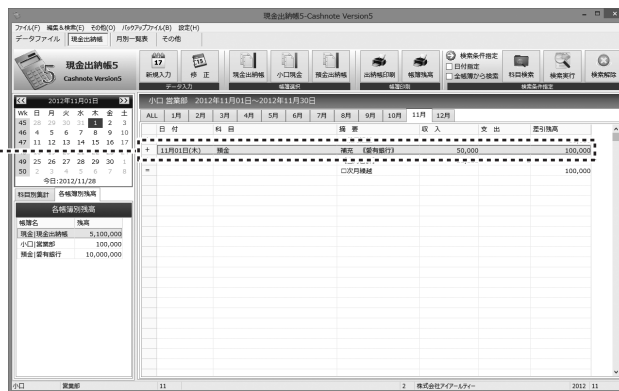 現金出納帳5-Cashnote Version5
ファイル(F) 編集＆検索(E) その他(O) バックアップファイル(B) 設定(H)
データファイル 現金出納帳 月別一覧表 その他
現金出納帳5
Cashnote Version5
新規入力 修 正 現金出納帳 小口現金 預金出納帳 出納帳印刷 帳簿残高
検索条件指定
日付指定
全帳簿から検索
科目検索 検索実行 検索解除
データ入力 帳簿選択 帳簿印刷 検索条件指定
2012年11月01日
Wk 日 月 火 水 木 金 土
45 28 29 30 31 1 2 3
46 4 5 6 7 8 9 10
47 11 12 13 14 15 16 17
49 25 26 27 28 29 30 1
50 2 3 4 5 6 7 8
今日:2012/11/28
科目別集計 各帳簿別残高
各帳簿別残高
帳簿名 残高
現金|現金出納帳 5,100,000
小口|営業部 100,000
預金|愛有銀行 10,000,000
小口 営業部 2012年11月01日～2012年11月30日
ALL 1月 2月 3月 4月 5月 6月 7月 8月 9月 10月 11月 12月
日 付 科 目 摘 要 収 入 支 出 差引残高
+ 11月01日(木) 預金 補充 《愛有銀行》 50,000 100,000
= 口次月繰越 100,000
小口 営業部 11 2 株式会社アイアールティー 2012 11